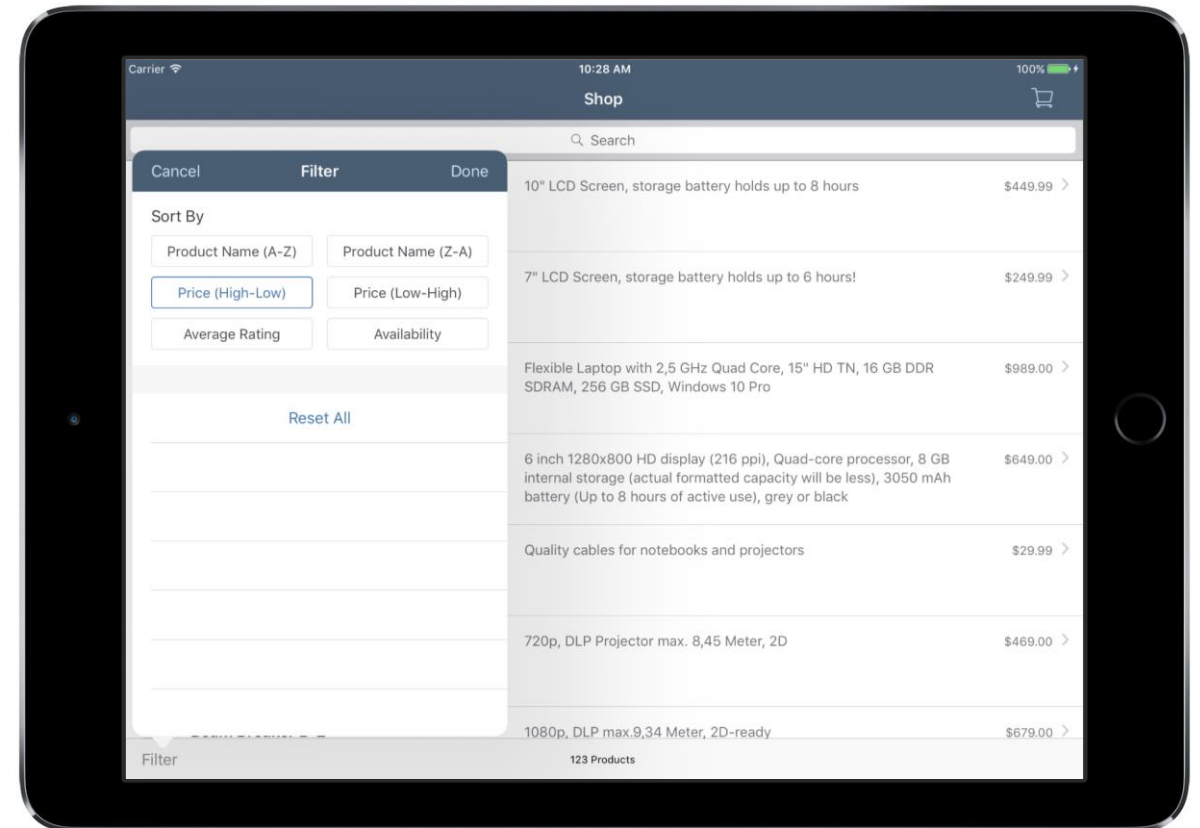 Carrier
10:28 AM
100%
Shop
Search
Cancel
Filter
Done
Sort By
Product Name (A-Z)
Product Name (Z-A)
Price (High-Low)
Price (Low-High)
Average Rating
Availability
Reset All
10" LCD Screen, storage battery holds up to 8 hours
$449.99
7" LCD Screen, storage battery holds up to 6 hours!
$249.99
Flexible Laptop with 2,5 GHz Quad Core, 15" HD TN, 16 GB DDR
SDRAM, 256 GB SSD, Windows 10 Pro
$989.00
6 inch 1280x800 HD display (216 ppi), Quad-core processor, 8 GB
internal storage (actual formatted capacity will be less), 3050 mAh
battery (Up to 8 hours of active use), grey or black
$649.00
Quality cables for notebooks and projectors
$29.99
720p, DLP Projector max. 8,45 Meter, 2D
$469.00
1080p, DLP max.9,34 Meter, 2D-ready
$679.00
Filter
123 Products